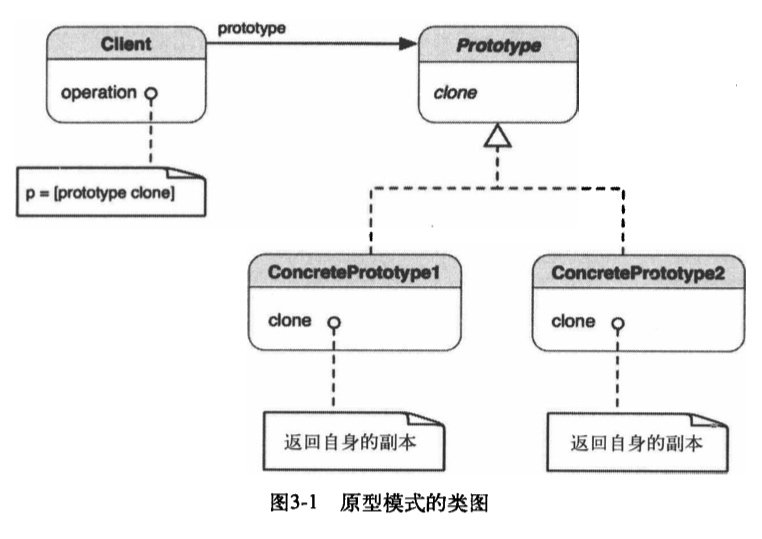 prototype
Client
Prototype
operation
clone
p = [prototype clone]
ConcretePrototype1
ConcretePrototype2
clone
clone
返回自身的副本
返回自身的副本
图3-1 原型模式的类图